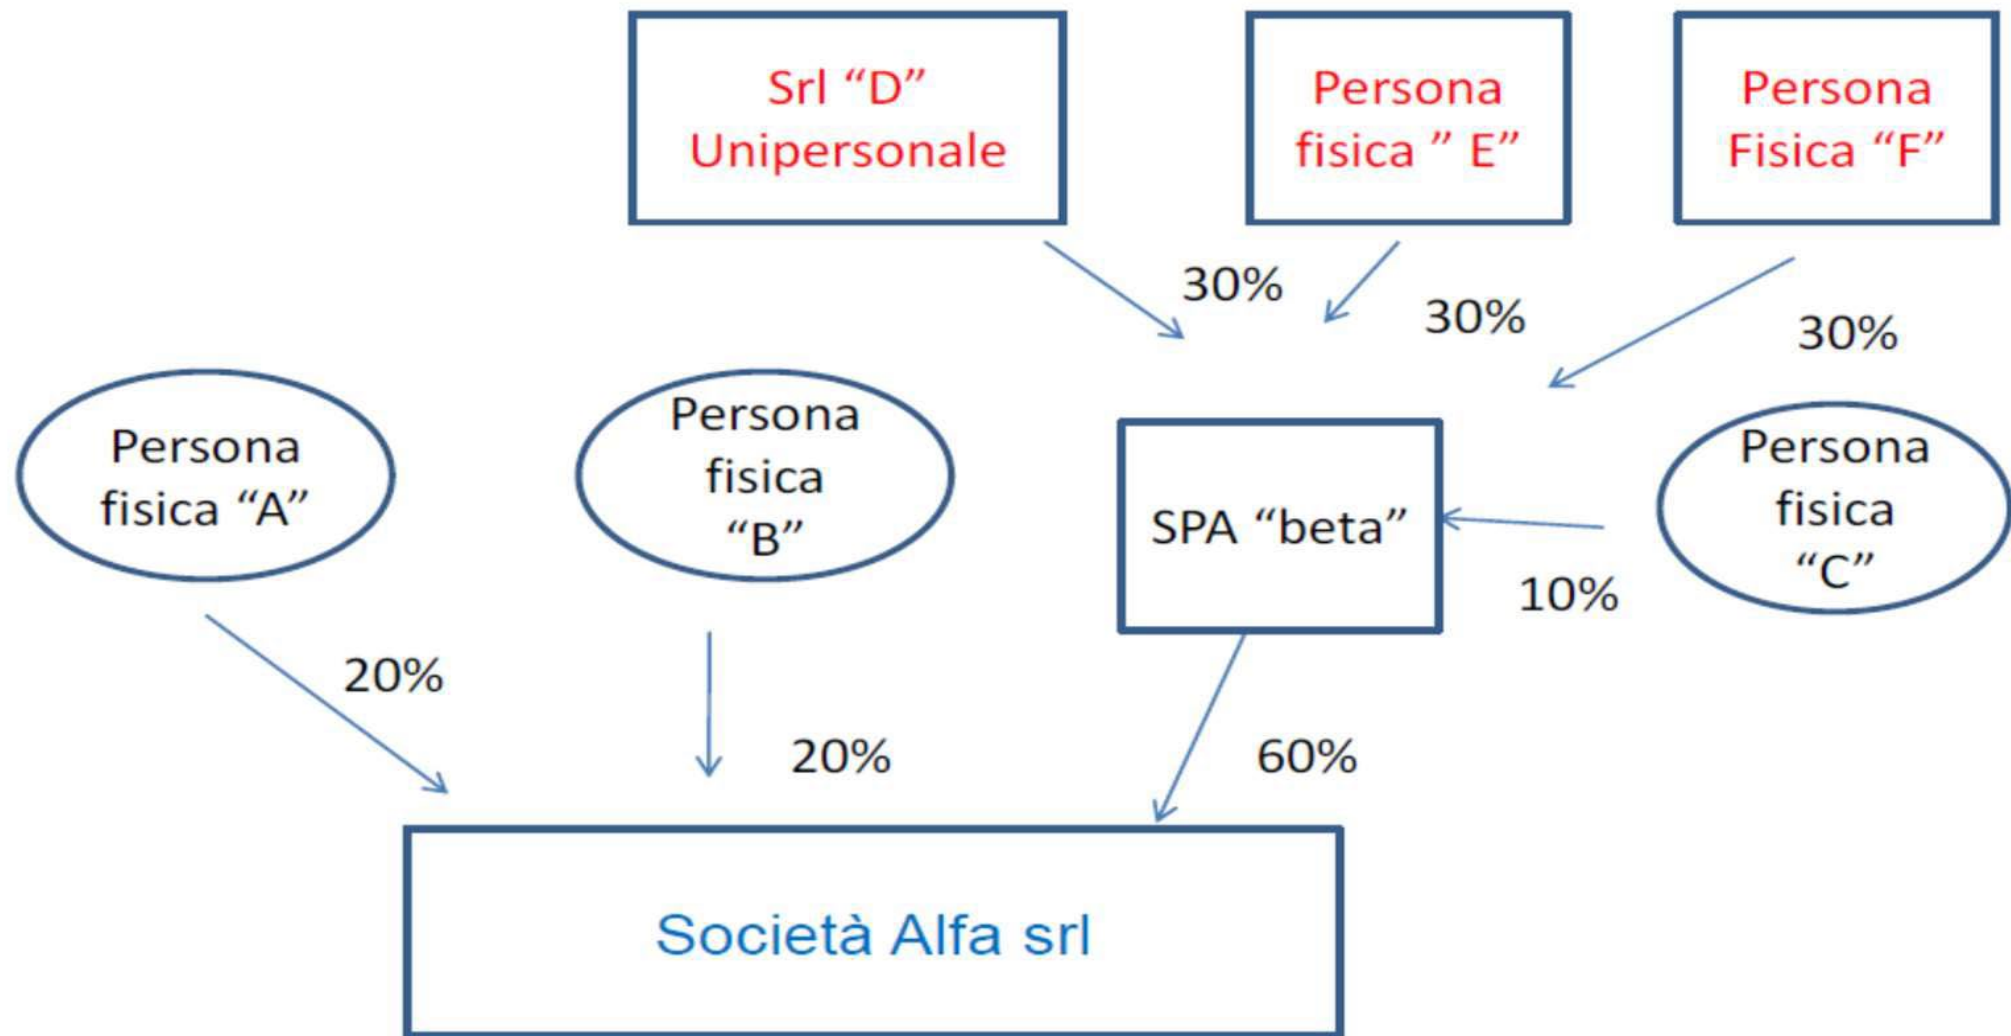 Srl “D”
Unipersonale
Persona
fisica ” E”
Persona
Fisica “F”
30%
30%
30%
Persona
fisica “A”
Persona
fisica
“B”
SPA “beta”
Persona
fisica
“C”
10%
20%
20%
60%
Società Alfa srl